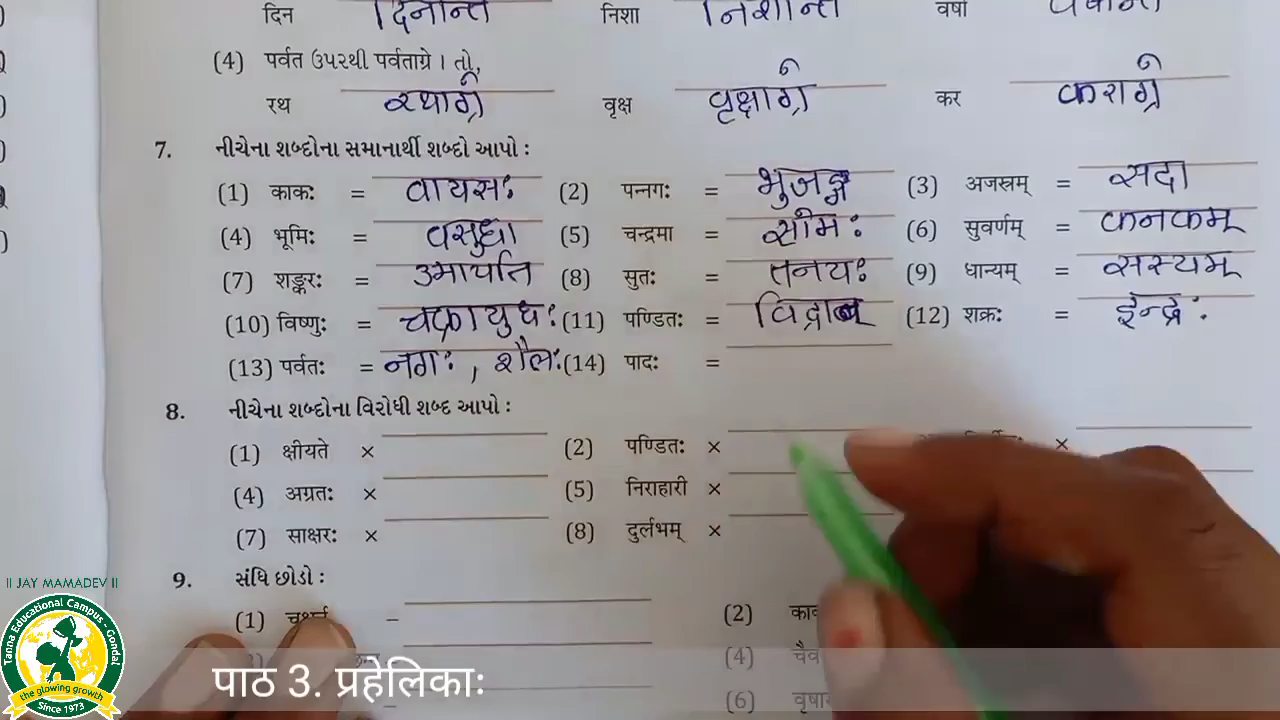 दिन दिनान्त निशा निशान्त वर्षा
(4) पर्वत ઉપરથી पर्वताग्रे । તો,
रथ रथाग्रे वृक्ष वृक्षाग्रे कर कराग्रे
7. નીચેના શબ્દોના સમાનાર્થી શબ્દો આપો :
(1) काकः = वायसः (2) पन्नगः = भुजङ्ग (3) अजस्रम् = सदा
(4) भूमिः = वसुधा (5) चन्द्रमा = सोमः (6) सुवर्णम् = कनकम्
(7) शङ्करः = उमापति (8) सुतः = तनयः (9) धान्यम् = सस्यम्
(10) विष्णुः = चक्रायुधः (11) पण्डितः = विद्वान् (12) शक्रः = इन्द्रः
(13) पर्वतः = नगः, शैलः (14) पादः =
8. નીચેના શબ્દોના વિરોધી શબ્દ આપો :
(1) क्षीयते × (2) पण्डितः × ×
(4) अग्रतः × (5) निराहारी ×
(7) साक्षरः × (8) दुर्लभम् ×
9. સંધિ છોડો :
(1) – (2)
(4)
(6)
|| JAY MAMADEV ||
Tanna Educational Campus - Gondal
the glowing growth
Since 1973
पाठ 3. प्रहेलिकाः